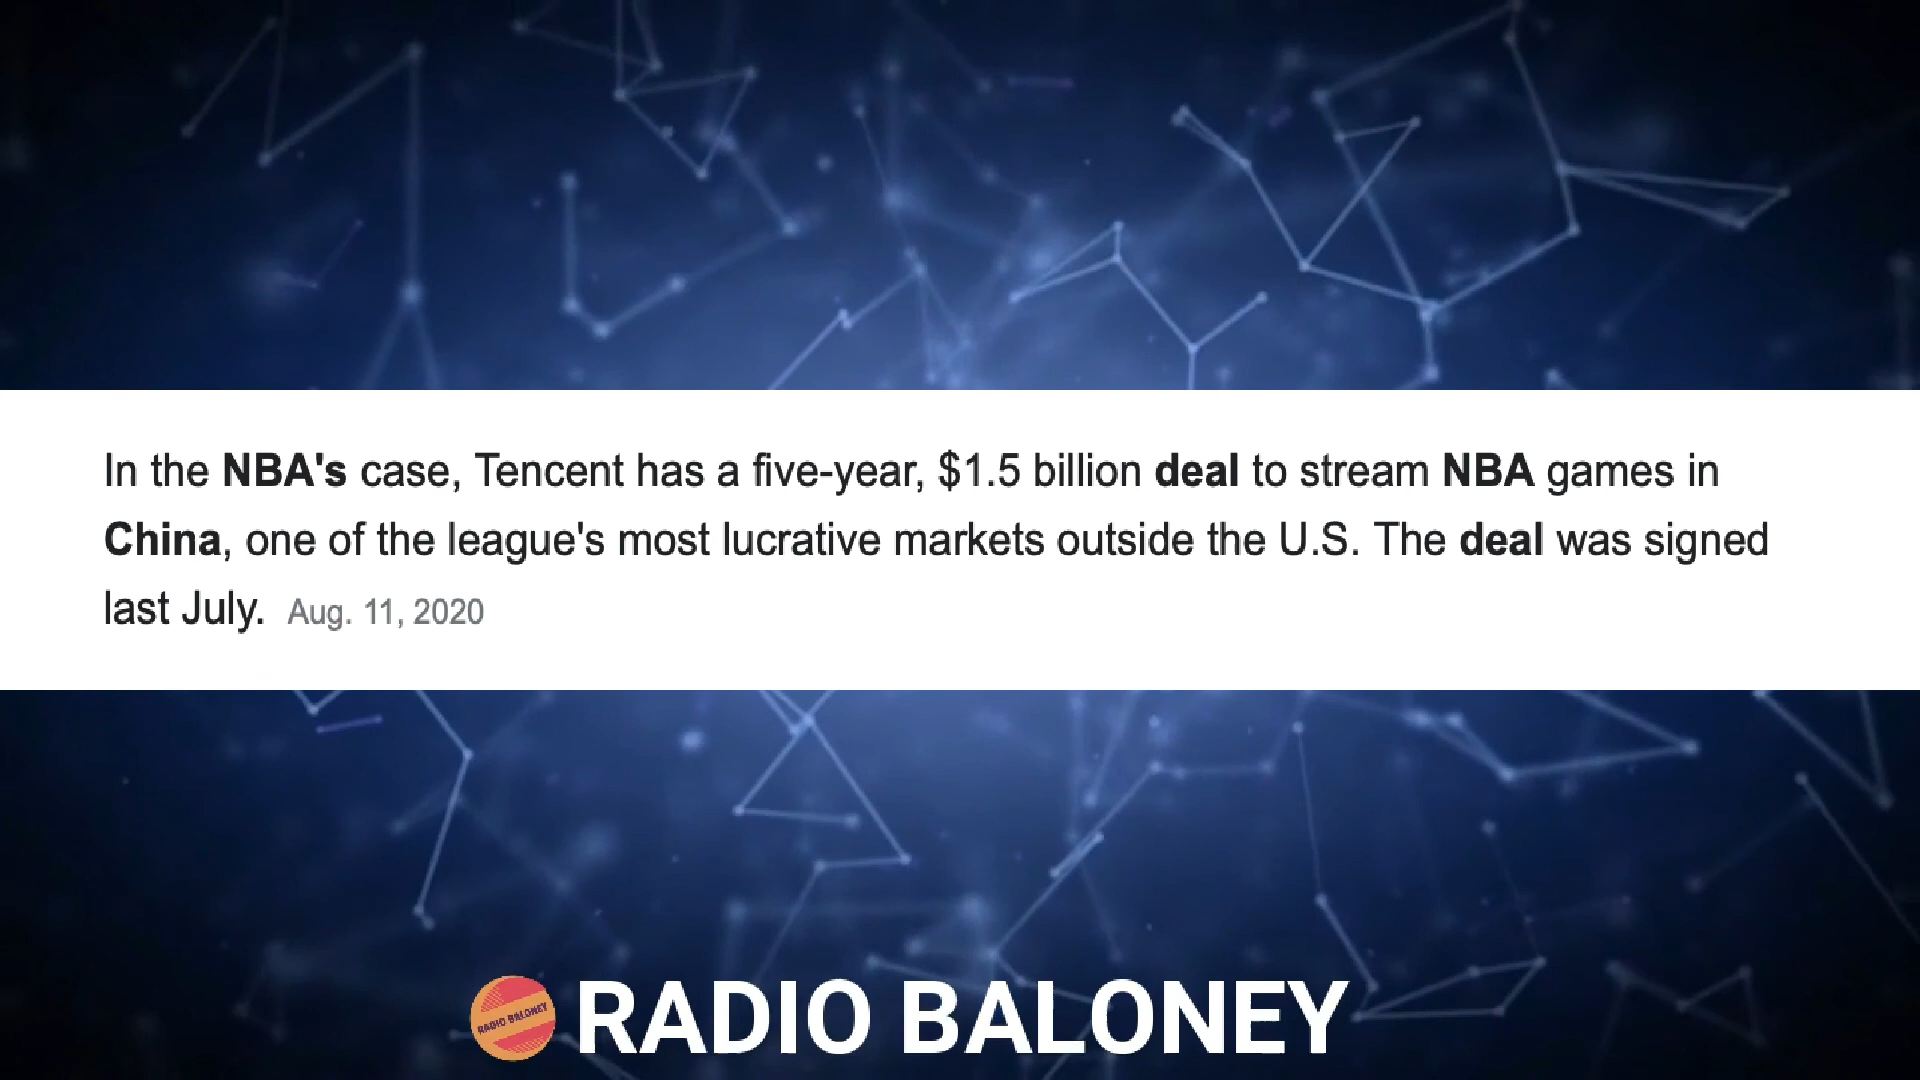 In the NBA's case, Tencent has a five-year, $1.5 billion deal to stream NBA games in
China, one of the league's most lucrative markets outside the U.S. The deal was signed
last July. Aug. 11, 2020
RADIO BALONEY
RADIO BALONEY